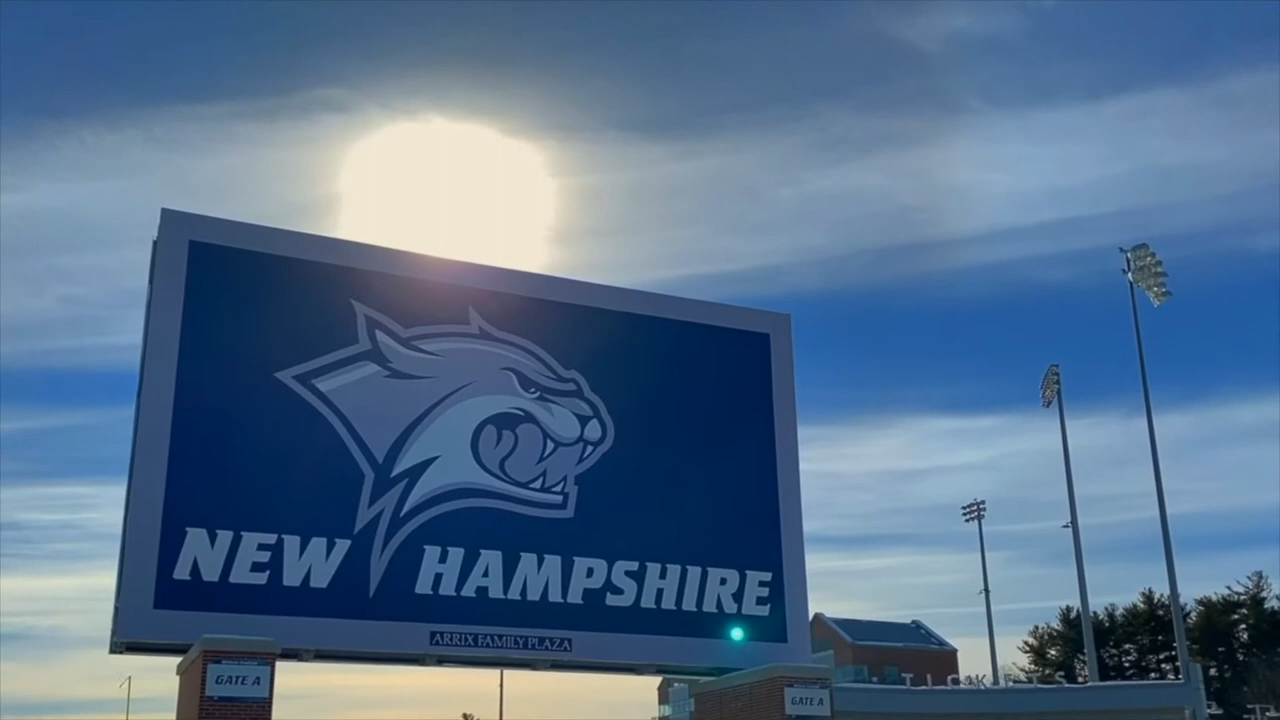 NEW HAMPSHIRE
ARRIX FAMILY PLAZA
GATE A
GATE A
TICKETS